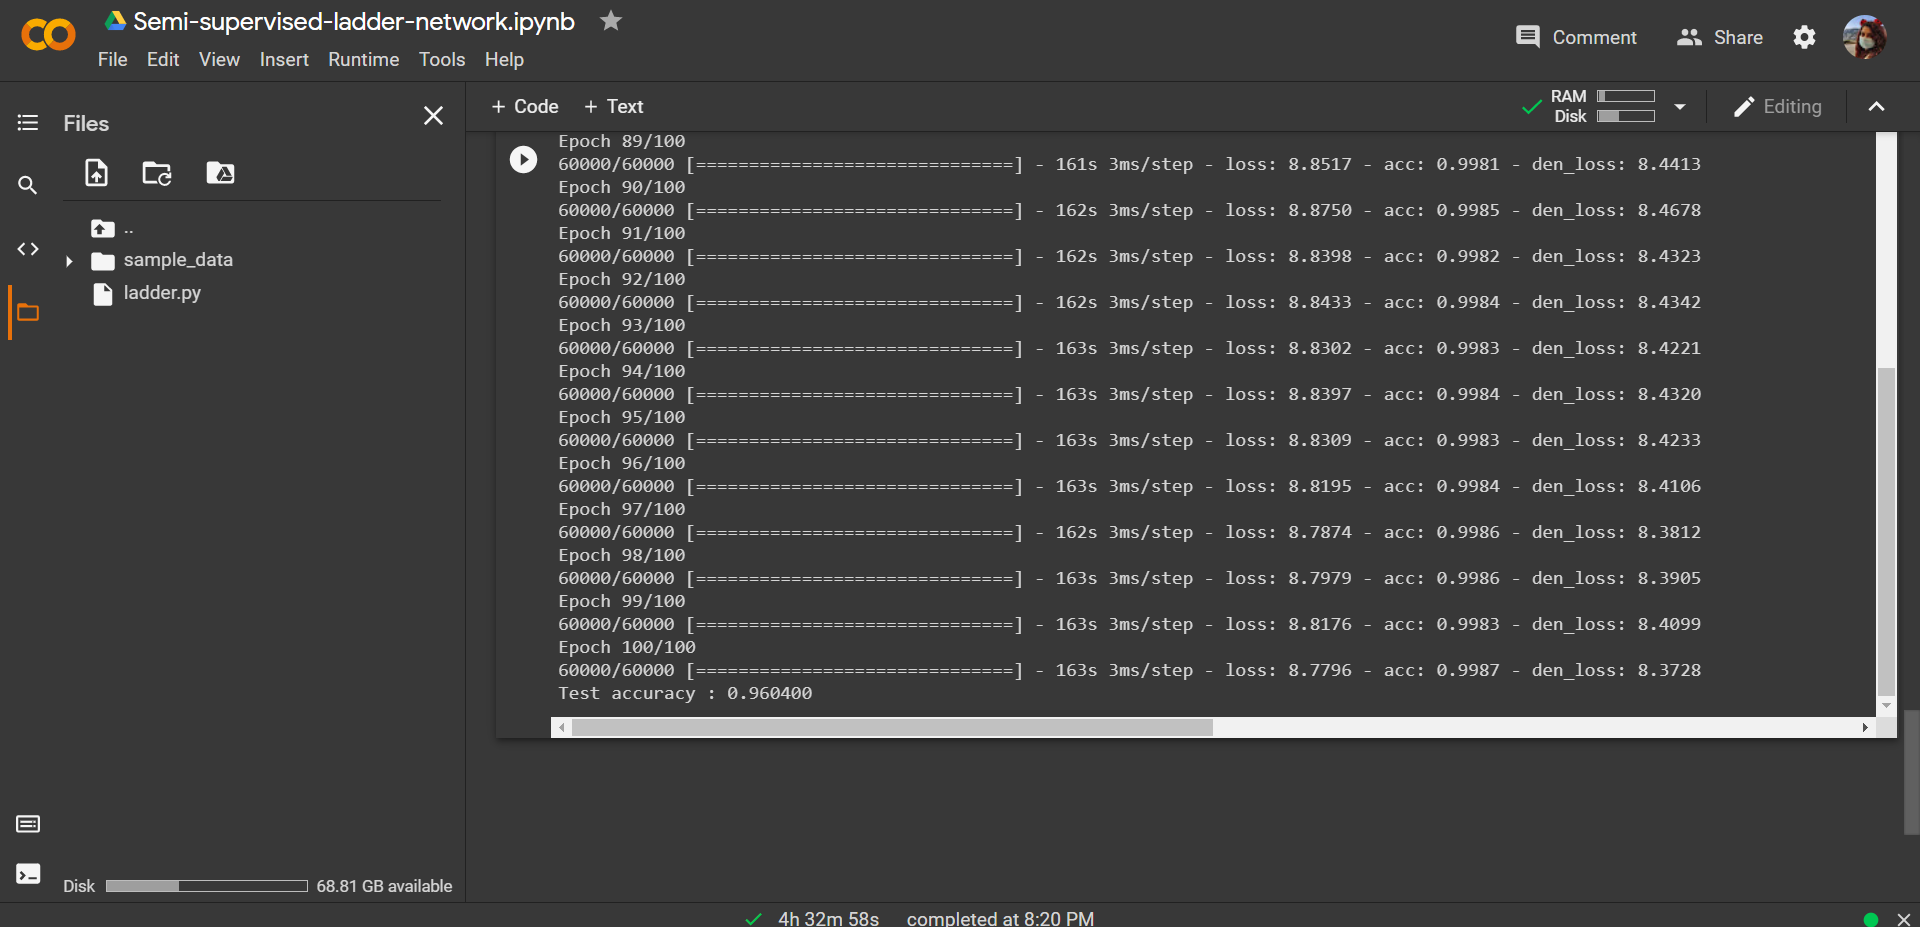 Semi-supervised-ladder-network.ipynb
File Edit View Insert Runtime Tools Help
Comment Share
Files
+ Code + Text
RAM
Disk
Editing
..
sample_data
ladder.py
Epoch 89/100
60000/60000 [==============================] - 161s 3ms/step - loss: 8.8517 - acc: 0.9981 - den_loss: 8.4413
Epoch 90/100
60000/60000 [==============================] - 162s 3ms/step - loss: 8.8750 - acc: 0.9985 - den_loss: 8.4678
Epoch 91/100
60000/60000 [==============================] - 162s 3ms/step - loss: 8.8398 - acc: 0.9982 - den_loss: 8.4323
Epoch 92/100
60000/60000 [==============================] - 162s 3ms/step - loss: 8.8433 - acc: 0.9984 - den_loss: 8.4342
Epoch 93/100
60000/60000 [==============================] - 163s 3ms/step - loss: 8.8302 - acc: 0.9983 - den_loss: 8.4221
Epoch 94/100
60000/60000 [==============================] - 163s 3ms/step - loss: 8.8397 - acc: 0.9984 - den_loss: 8.4320
Epoch 95/100
60000/60000 [==============================] - 163s 3ms/step - loss: 8.8309 - acc: 0.9983 - den_loss: 8.4233
Epoch 96/100
60000/60000 [==============================] - 163s 3ms/step - loss: 8.8195 - acc: 0.9984 - den_loss: 8.4106
Epoch 97/100
60000/60000 [==============================] - 162s 3ms/step - loss: 8.7874 - acc: 0.9986 - den_loss: 8.3812
Epoch 98/100
60000/60000 [==============================] - 163s 3ms/step - loss: 8.7979 - acc: 0.9986 - den_loss: 8.3905
Epoch 99/100
60000/60000 [==============================] - 163s 3ms/step - loss: 8.8176 - acc: 0.9983 - den_loss: 8.4099
Epoch 100/100
60000/60000 [==============================] - 163s 3ms/step - loss: 8.7796 - acc: 0.9987 - den_loss: 8.3728
Test accuracy : 0.960400
Disk 68.81 GB available
4h 32m 58s completed at 8:20 PM